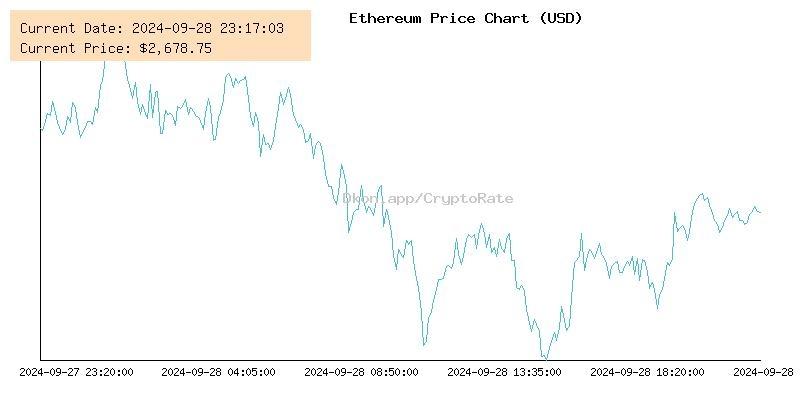 Ethereum Price Chart (USD)
Current Date: 2024-09-28 23:17:03
Current Price: $2,678.75
Dkon.app/CryptoRate
2024-09-27 23:20:00
2024-09-28 04:05:00
2024-09-28 08:50:00
2024-09-28 13:35:00
2024-09-28 18:20:00
2024-09-28